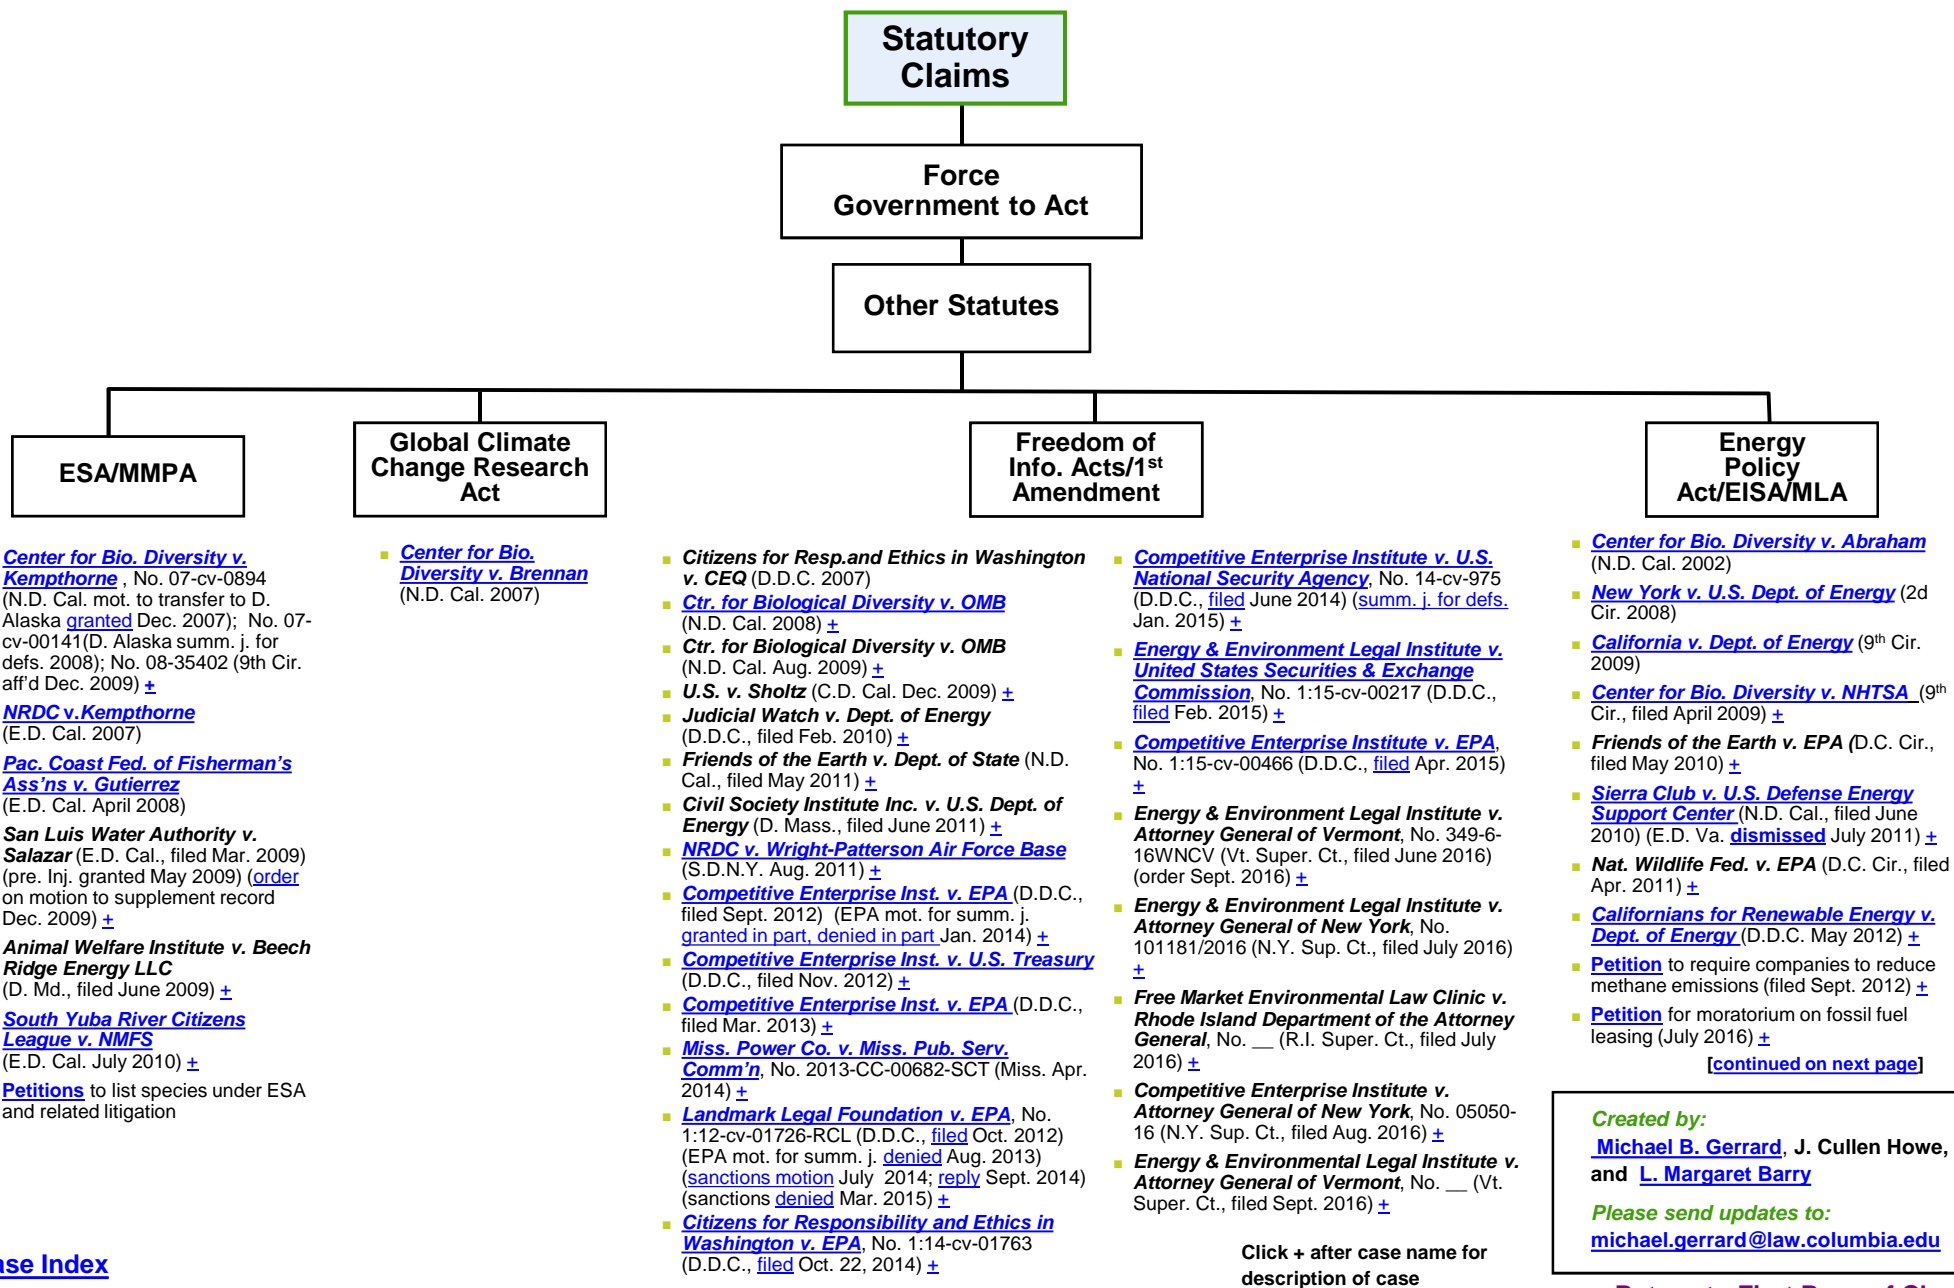 Statutory
Claims
Force
Government to Act
Other Statutes
ESA/MMPA
Center for Bio. Diversity v.
Kempthorne , No. 07-cv-0894
(N.D. Cal. mot. to transfer to D.
Alaska granted Dec. 2007);  No. 07-
cv-00141(D. Alaska summ. j. for
defs. 2008); No. 08-35402 (9th Cir.
aff'd Dec. 2009) +
NRDC v.Kempthorne
(E.D. Cal. 2007)
Pac. Coast Fed. of Fisherman's
Ass'ns v. Gutierrez
(E.D. Cal. April 2008)
San Luis Water Authority v.
Salazar (E.D. Cal., filed Mar. 2009)
(pre. Inj. granted May 2009) (order
on motion to supplement record
Dec. 2009) +
Animal Welfare Institute v. Beech
Ridge Energy LLC
(D. Md., filed June 2009) +
South Yuba River Citizens
League v. NMFS
(E.D. Cal. July 2010) +
Petitions to list species under ESA
and related litigation
Global Climate
Change Research
Act
Center for Bio.
Diversity v. Brennan
(N.D. Cal. 2007)
Freedom of
Info. Acts/1st
Amendment
Citizens for Resp.and Ethics in Washington
v. CEQ (D.D.C. 2007)
Ctr. for Biological Diversity v. OMB
(N.D. Cal. 2008) +
Ctr. for Biological Diversity v. OMB
(N.D. Cal. Aug. 2009) +
U.S. v. Sholtz (C.D. Cal. Dec. 2009) +
Judicial Watch v. Dept. of Energy
(D.D.C., filed Feb. 2010) +
Friends of the Earth v. Dept. of State (N.D.
Cal., filed May 2011) +
Civil Society Institute Inc. v. U.S. Dept. of
Energy (D. Mass., filed June 2011) +
NRDC v. Wright-Patterson Air Force Base
(S.D.N.Y. Aug. 2011) +
Competitive Enterprise Inst. v. EPA (D.D.C.,
filed Sept. 2012)  (EPA mot. for summ. j.
granted in part, denied in part Jan. 2014) +
Competitive Enterprise Inst. v. U.S. Treasury
(D.D.C., filed Nov. 2012) +
Competitive Enterprise Inst. v. EPA (D.D.C.,
filed Mar. 2013) +
Miss. Power Co. v. Miss. Pub. Serv.
Comm'n, No. 2013-CC-00682-SCT (Miss. Apr.
2014) +
Landmark Legal Foundation v. EPA, No.
1:12-cv-01726-RCL (D.D.C., filed Oct. 2012)
(EPA mot. for summ. j. denied Aug. 2013)
(sanctions motion July  2014; reply Sept. 2014)
(sanctions denied Mar. 2015) +
Citizens for Responsibility and Ethics in
Washington v. EPA, No. 1:14-cv-01763
(D.D.C., filed Oct. 22, 2014) +
Competitive Enterprise Institute v. U.S.
National Security Agency, No. 14-cv-975
(D.D.C., filed June 2014) (summ. j. for defs.
Jan. 2015) +
Energy & Environment Legal Institute v.
United States Securities & Exchange
Commission, No. 1:15-cv-00217 (D.D.C.,
filed Feb. 2015) +
Competitive Enterprise Institute v. EPA,
No. 1:15-cv-00466 (D.D.C., filed Apr. 2015)
+
Energy & Environment Legal Institute v.
Attorney General of Vermont, No. 349-6-
16WNCV (Vt. Super. Ct., filed June 2016)
(order Sept. 2016) +
Energy & Environment Legal Institute v.
Attorney General of New York, No.
101181/2016 (N.Y. Sup. Ct., filed July 2016)
+
Free Market Environmental Law Clinic v.
Rhode Island Department of the Attorney
General, No. __ (R.I. Super. Ct., filed July
2016) +
Competitive Enterprise Institute v.
Attorney General of New York, No. 05050-
16 (N.Y. Sup. Ct., filed Aug. 2016) +
Energy & Environmental Legal Institute v.
Attorney General of Vermont, No. __ (Vt.
Super. Ct., filed Sept. 2016) +
Energy
Policy
Act/EISA/MLA
Center for Bio. Diversity v. Abraham
(N.D. Cal. 2002)
New York v. U.S. Dept. of Energy (2d
Cir. 2008)
California v. Dept. of Energy (9th Cir.
2009)
Center for Bio. Diversity v. NHTSA (9th
Cir., filed April 2009) +
Friends of the Earth v. EPA (D.C. Cir.,
filed May 2010) +
Sierra Club v. U.S. Defense Energy
Support Center (N.D. Cal., filed June
2010) (E.D. Va. dismissed July 2011) +
Nat. Wildlife Fed. v. EPA (D.C. Cir., filed
Apr. 2011) +
Californians for Renewable Energy v.
Dept. of Energy (D.D.C. May 2012) +
Petition to require companies to reduce
methane emissions (filed Sept. 2012) +
Petition for moratorium on fossil fuel
leasing (July 2016) +
[continued on next page]
Created by:
Michael B. Gerrard, J. Cullen Howe,
and  L. Margaret Barry
Please send updates to:
michael.gerrard@law.columbia.edu
Click + after case name for
description of case
ase Index